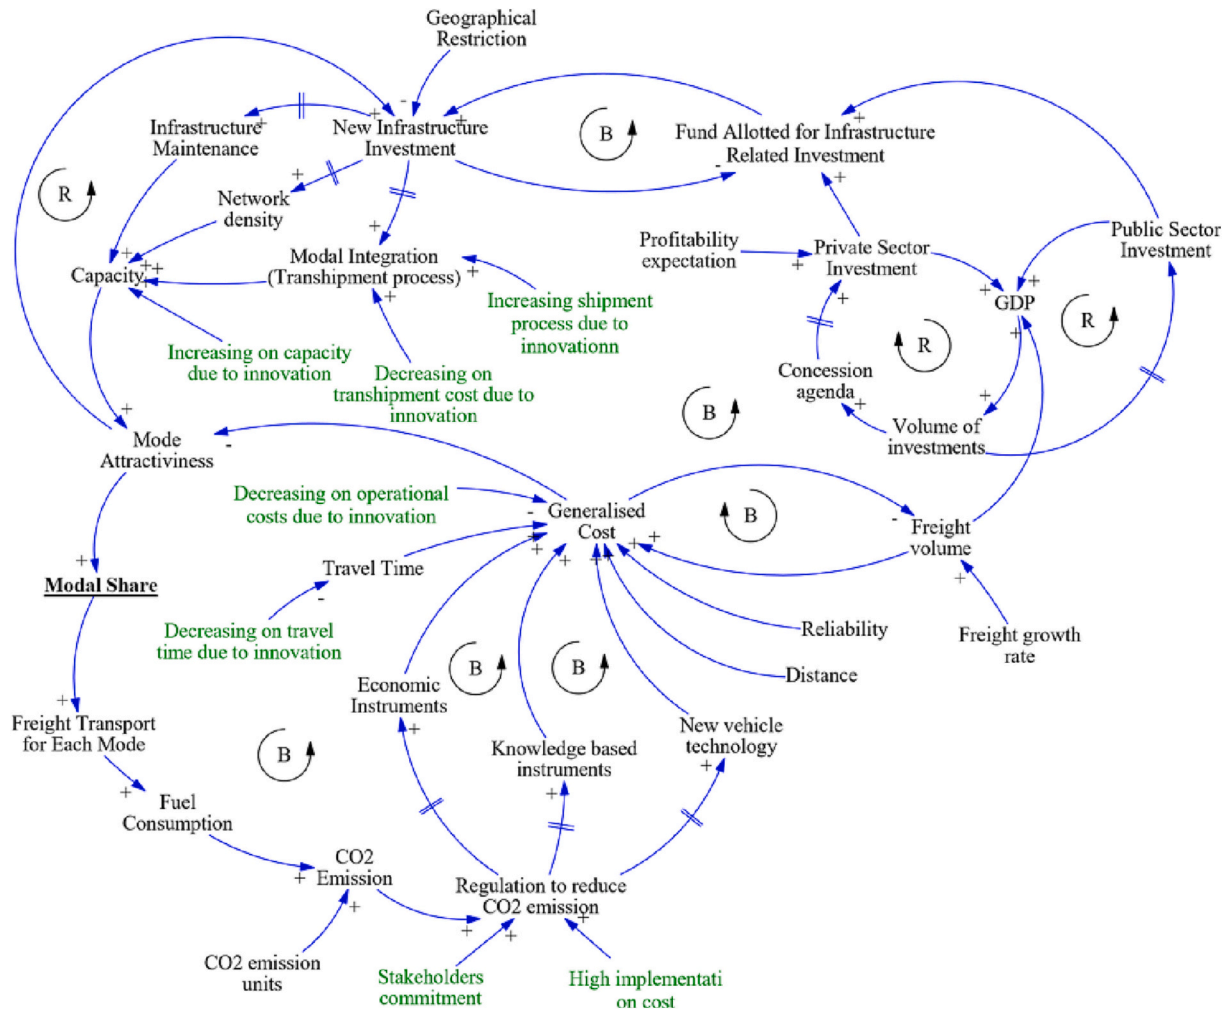 Geographical
Restriction
Infrastructure
Maintenance
New Infrastructure
Investment
B
Fund Allotted for Infrastructure
Related Investment
R
Network
density
Public Sector
Investment
Profitability
expectation
Private Sector
Investment
Modal Integration
(Transhipment process)
Capacity
GDP
Increasing shipment
process due to
innovationn
R
R
Increasing on capacity
due to innovation
Decreasing on
transhipment cost due to
innovation
Concession
agenda
B
Volume of
investments
Mode
Attractiviness
Decreasing on operational
costs due to innovation
Generalised
Cost
B
Freight
volume
Travel Time
Modal Share
Decreasing on travel
time due to innovation
Reliability
Freight growth
rate
B
B
Distance
Economic
Instruments
Freight Transport
for Each Mode
B
Knowledge based
instruments
New vehicle
technology
Fuel
Consumption
CO2
Emission
Regulation to reduce
CO2 emission
CO2 emission
units
Stakeholders
commitment
High implementati
on cost